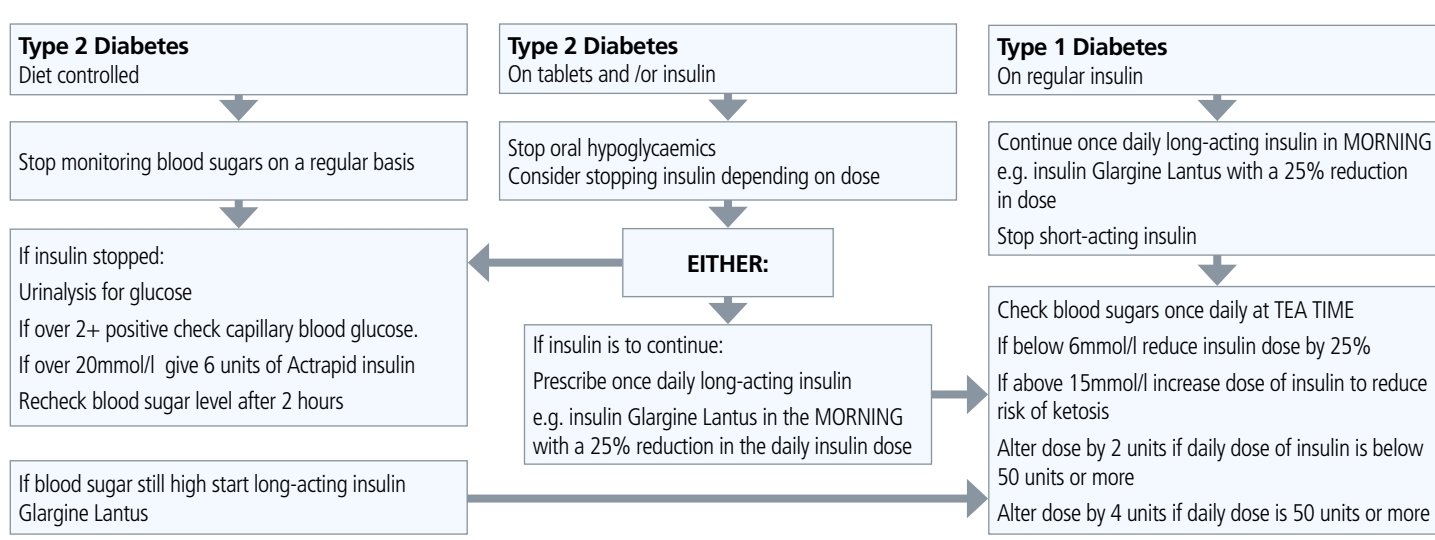 Type 2 Diabetes
Diet controlled
Stop monitoring blood sugars on a regular basis
If insulin stopped:
Urinalysis for glucose
If over 2+ positive check capillary blood glucose.
If over 20mmol/l give 6 units of Actrapid insulin
Recheck blood sugar level after 2 hours
If blood sugar still high start long-acting insulin
Glargine Lantus
Type 2 Diabetes
On tablets and /or insulin
Stop oral hypoglycaemics
Consider stopping insulin depending on dose
EITHER:
If insulin is to continue:
Prescribe once daily long-acting insulin
e.g. insulin Glargine Lantus in the MORNING
with a 25% reduction in the daily insulin dose
Type 1 Diabetes
On regular insulin
Continue once daily long-acting insulin in MORNING
e.g. insulin Glargine Lantus with a 25% reduction
in dose
Stop short-acting insulin
Check blood sugars once daily at TEA TIME
If below 6mmol/l reduce insulin dose by 25%
If above 15mmol/l increase dose of insulin to reduce
risk of ketosis
Alter dose by 2 units if daily dose of insulin is below
50 units or more
Alter dose by 4 units if daily dose is 50 units or more